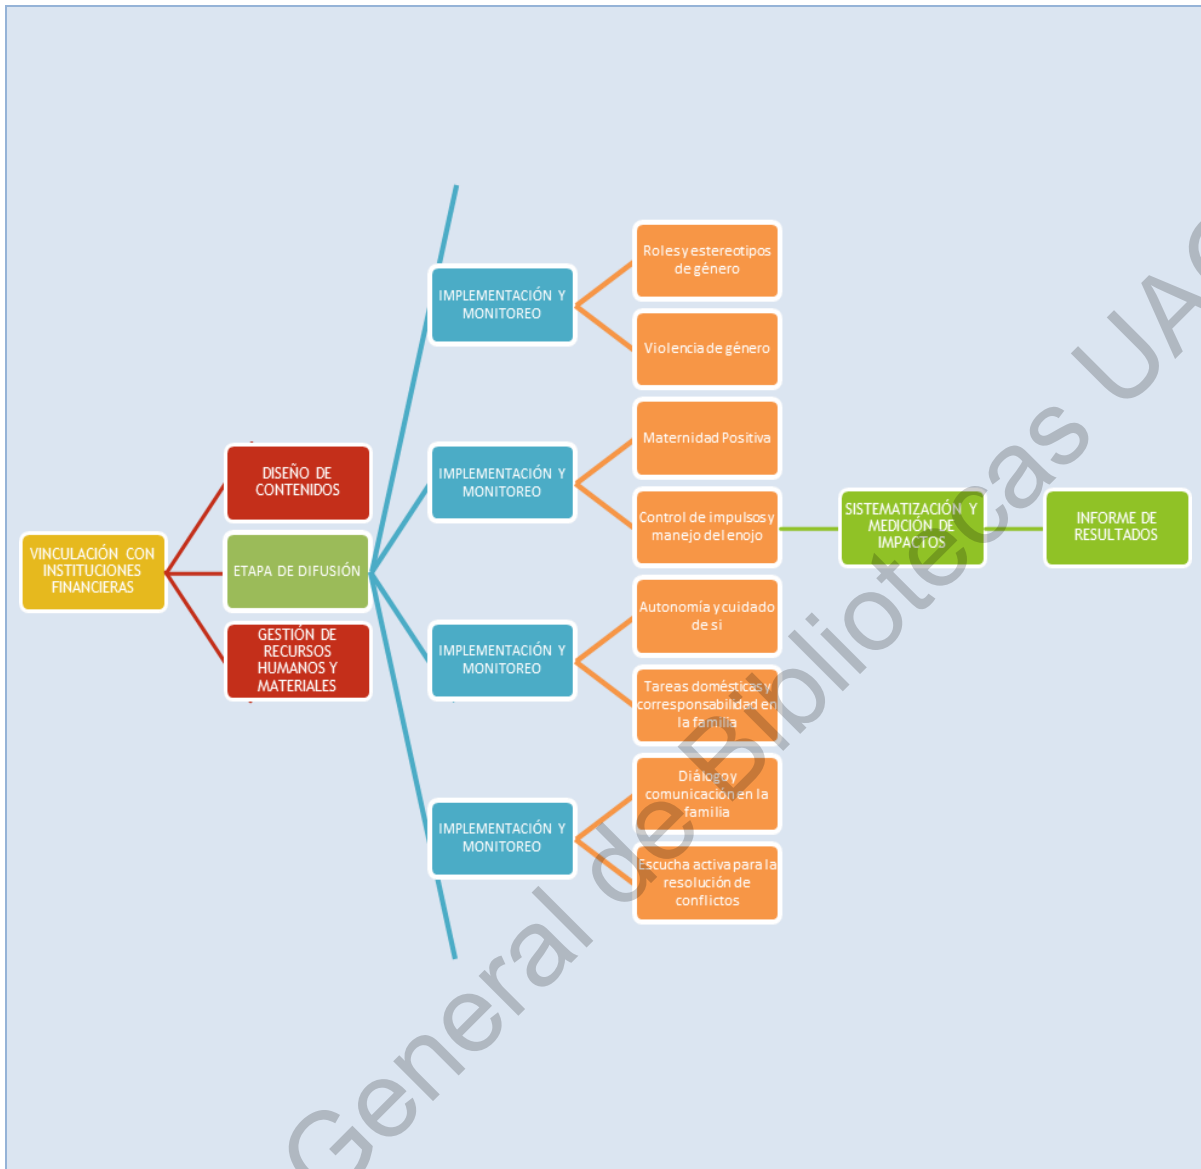 VINCULACIÓN CON
INSTITUCIONES
FINANCIERAS
DISEÑO DE
CONTENIDOS
ETAPA DE DIFUSIÓN
GESTIÓN DE
RECURSOS
HUMANOS Y
MATERIALES
IMPLEMENTACIÓN Y
MONITOREO
Roles y estereotipos
de género
Violencia de género
IMPLEMENTACIÓN Y
MONITOREO
Maternidad Positiva
Control de impulsos y
manejo del enojo
IMPLEMENTACIÓN Y
MONITOREO
Autonomía y cuidado
de si
Tareas domésticas y
corresponsabilidad en
la familia
IMPLEMENTACIÓN Y
MONITOREO
Diálogo y
comunicación en la
familia
Escucha activa para la
resolución de
conflictos
SISTEMATIZACIÓN Y
MEDICIÓN DE
IMPACTOS
INFORME DE
RESULTADOS
General de Bibliotecas